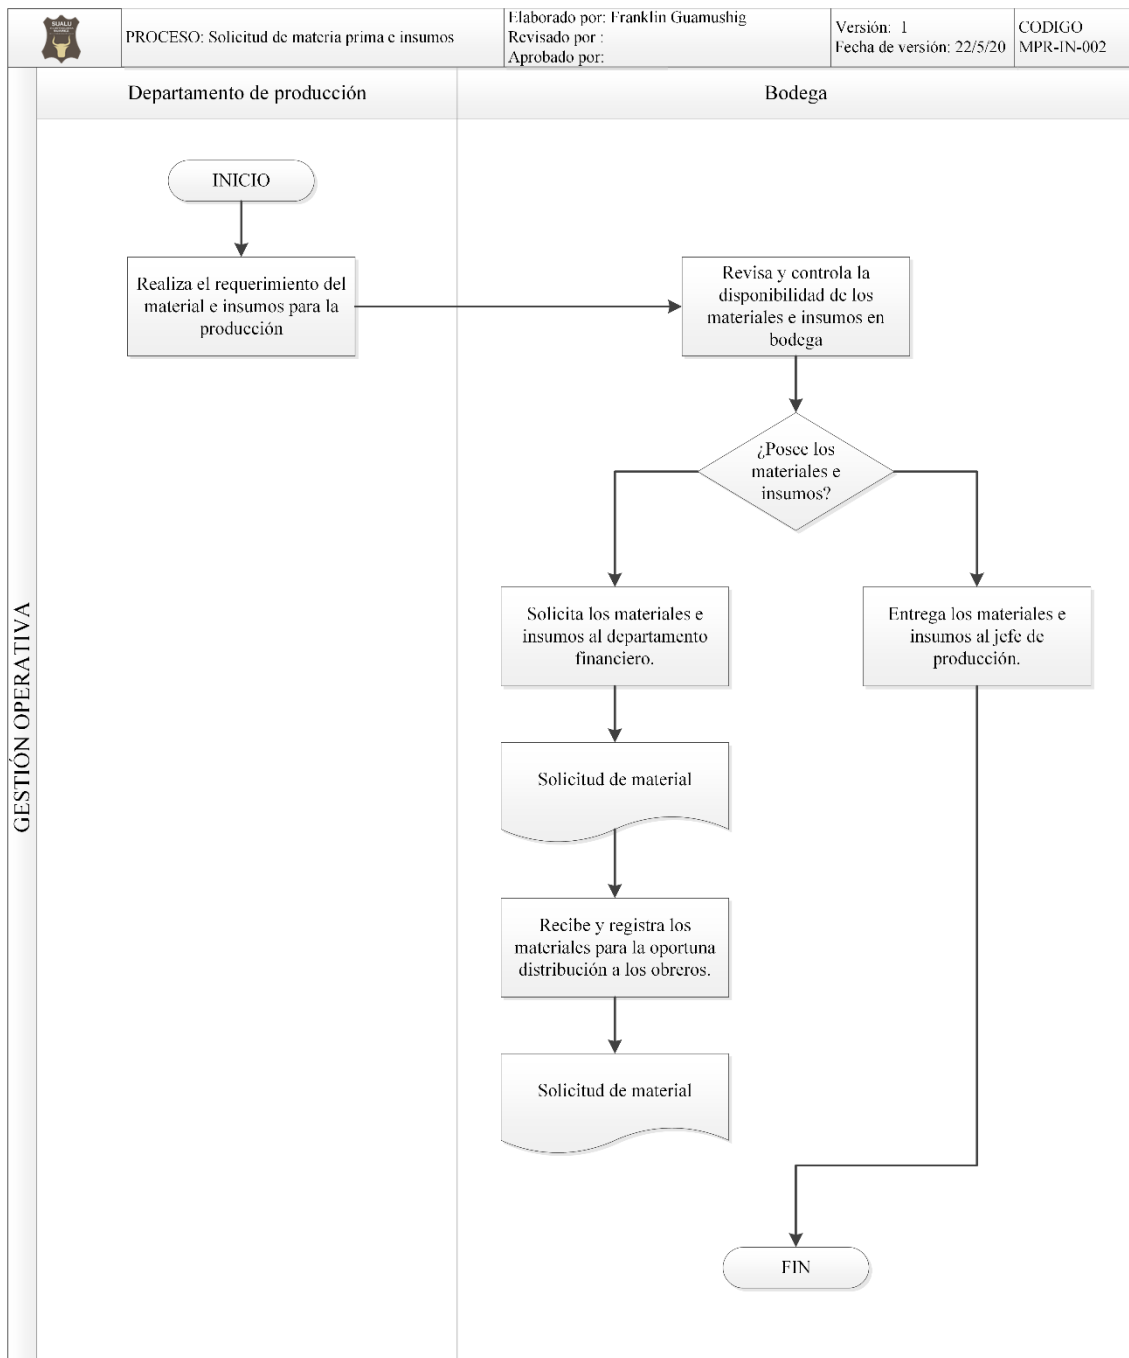 SUALU
PROCESO: Solicitud de materia prima e insumos
Elaborado por: Franklin Guamushig
Revisado por :
Aprobado por:
Versión: 1
Fecha de versión: 22/5/20
CODIGO
MPR-IN-002
Departamento de producción
Bodega
GESTIÓN OPERATIVA
INICIO
Realiza el requerimiento del
material e insumos para la
producción
Revisa y controla la
disponibilidad de los
materiales e insumos en
bodega
¿Posee los
materiales e
insumos?
Solicita los materiales e
insumos al departamento
financiero.
Entrega los materiales e
insumos al jefe de
producción.
Solicitud de material
Recibe y registra los
materiales para la oportuna
distribución a los obreros.
Solicitud de material
FIN